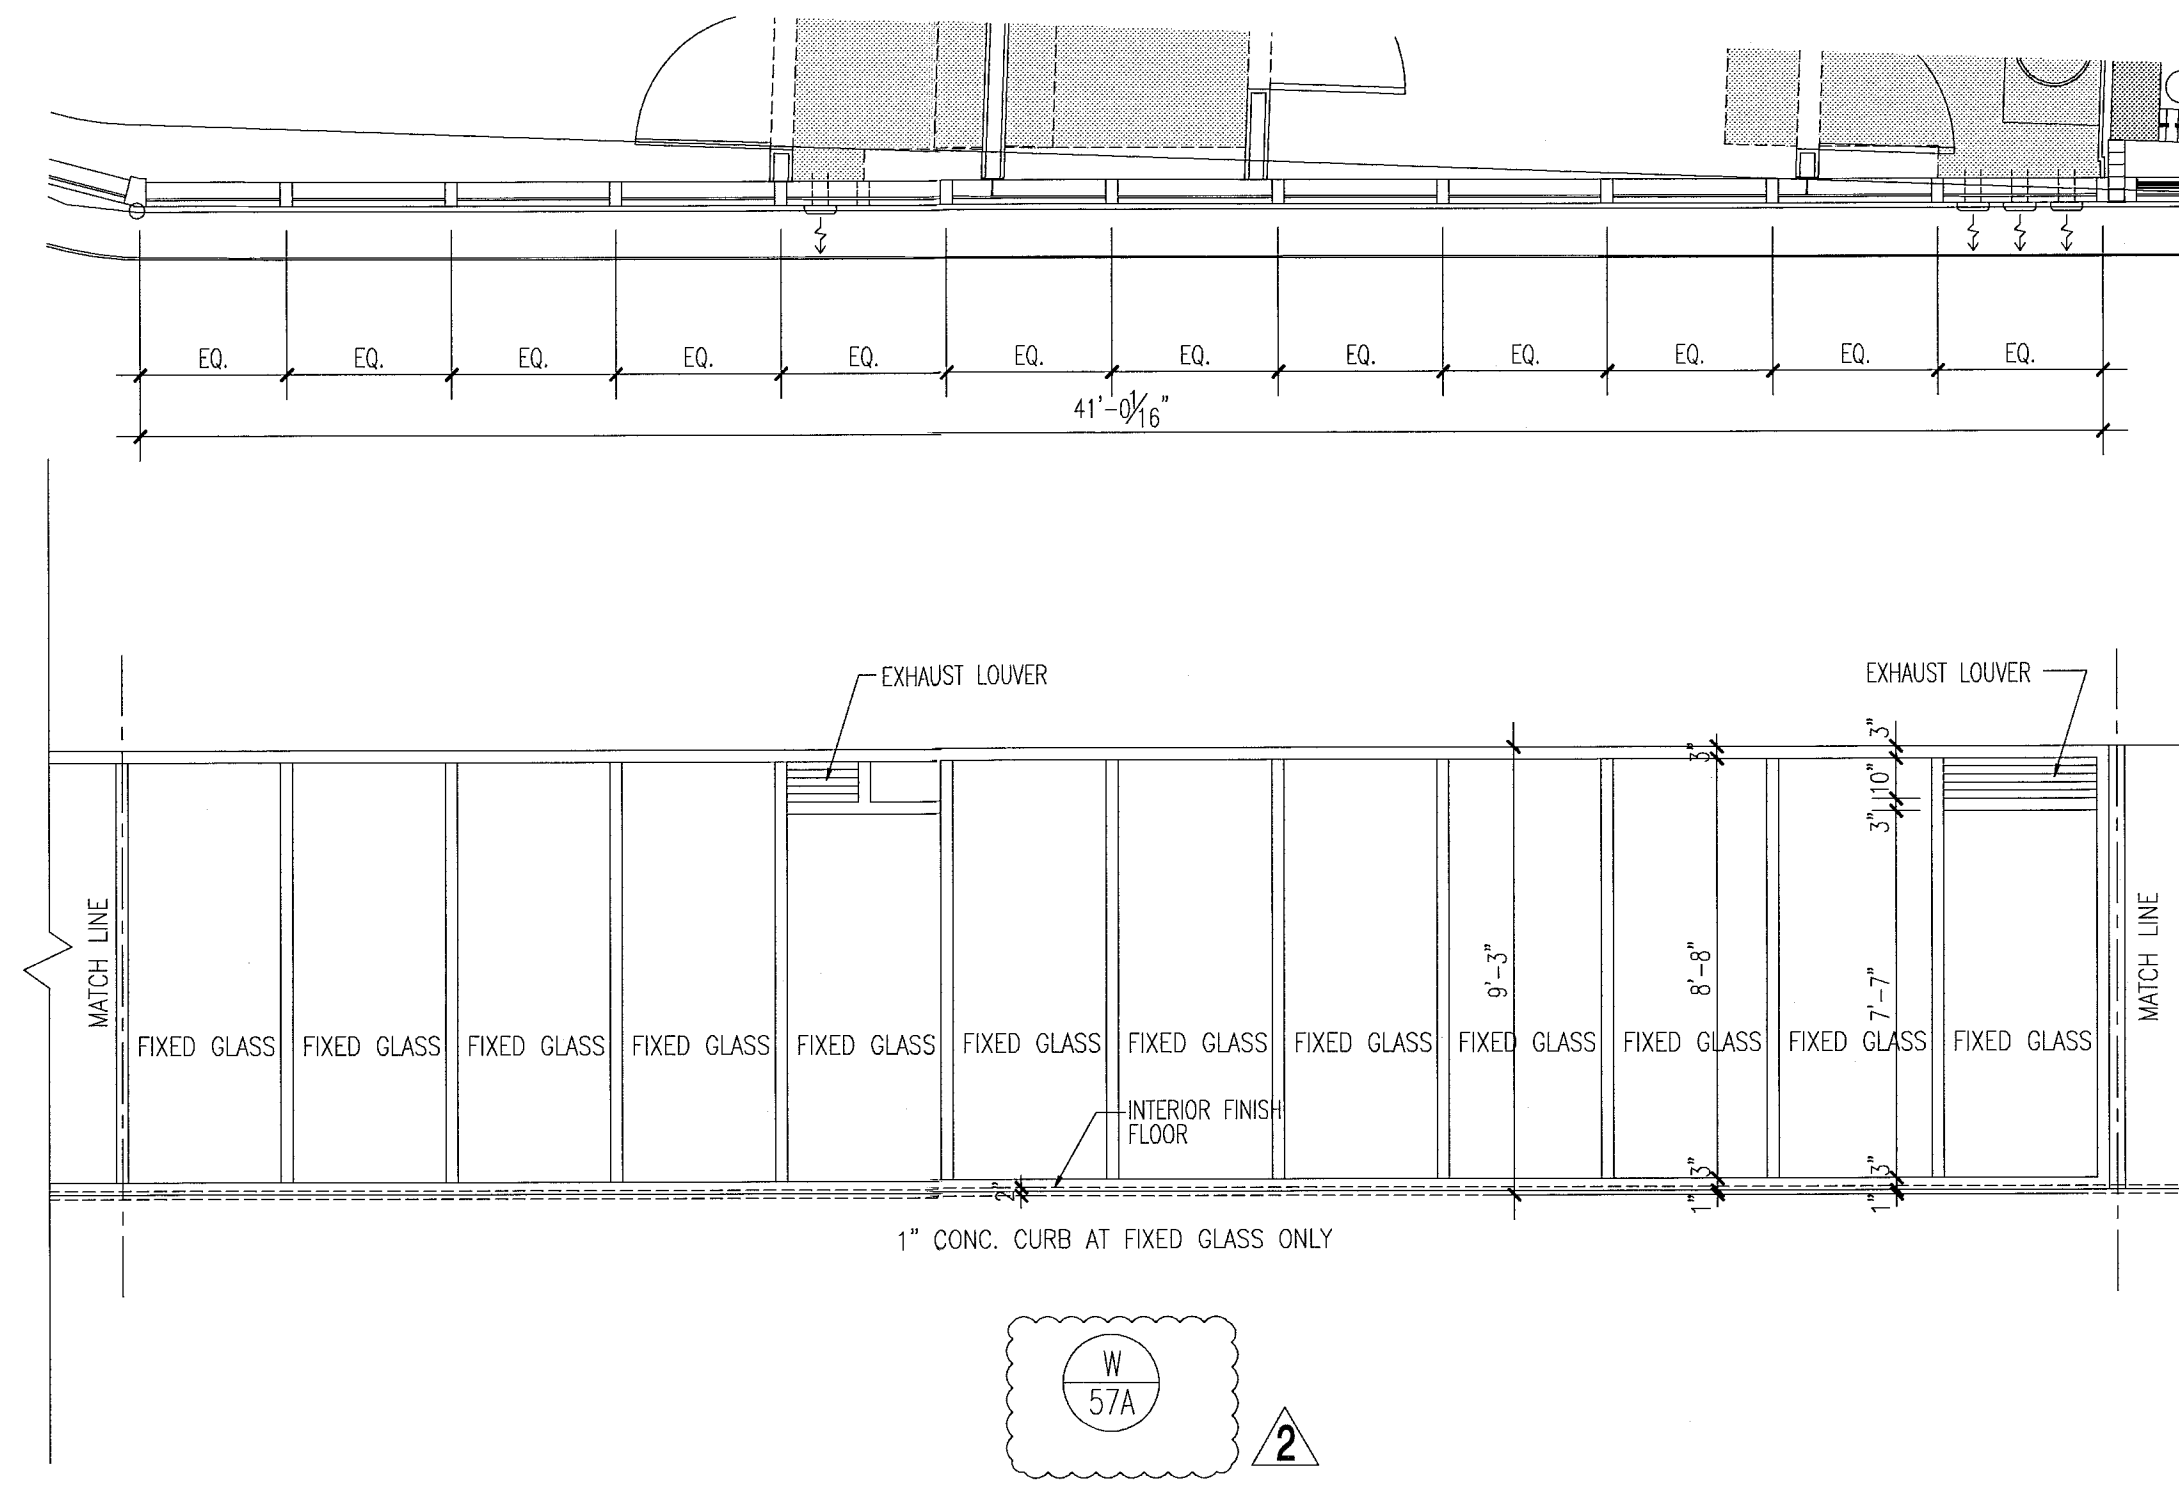 EQ. EQ. EQ. EQ. EQ. EQ. EQ. EQ. EQ. EQ. EQ. EQ.
41'-0 1/16"
EXHAUST LOUVER
EXHAUST LOUVER
3"
3"
10"
3"
MATCH LINE
9'-3"
8'-8"
7'-7"
MATCH LINE
FIXED GLASS FIXED GLASS FIXED GLASS FIXED GLASS FIXED GLASS FIXED GLASS FIXED GLASS FIXED GLASS FIXED GLASS FIXED GLASS FIXED GLASS FIXED GLASS
INTERIOR FINISH
FLOOR
2"
3"
3"
1"
1"
1" CONC. CURB AT FIXED GLASS ONLY
W
57A
2